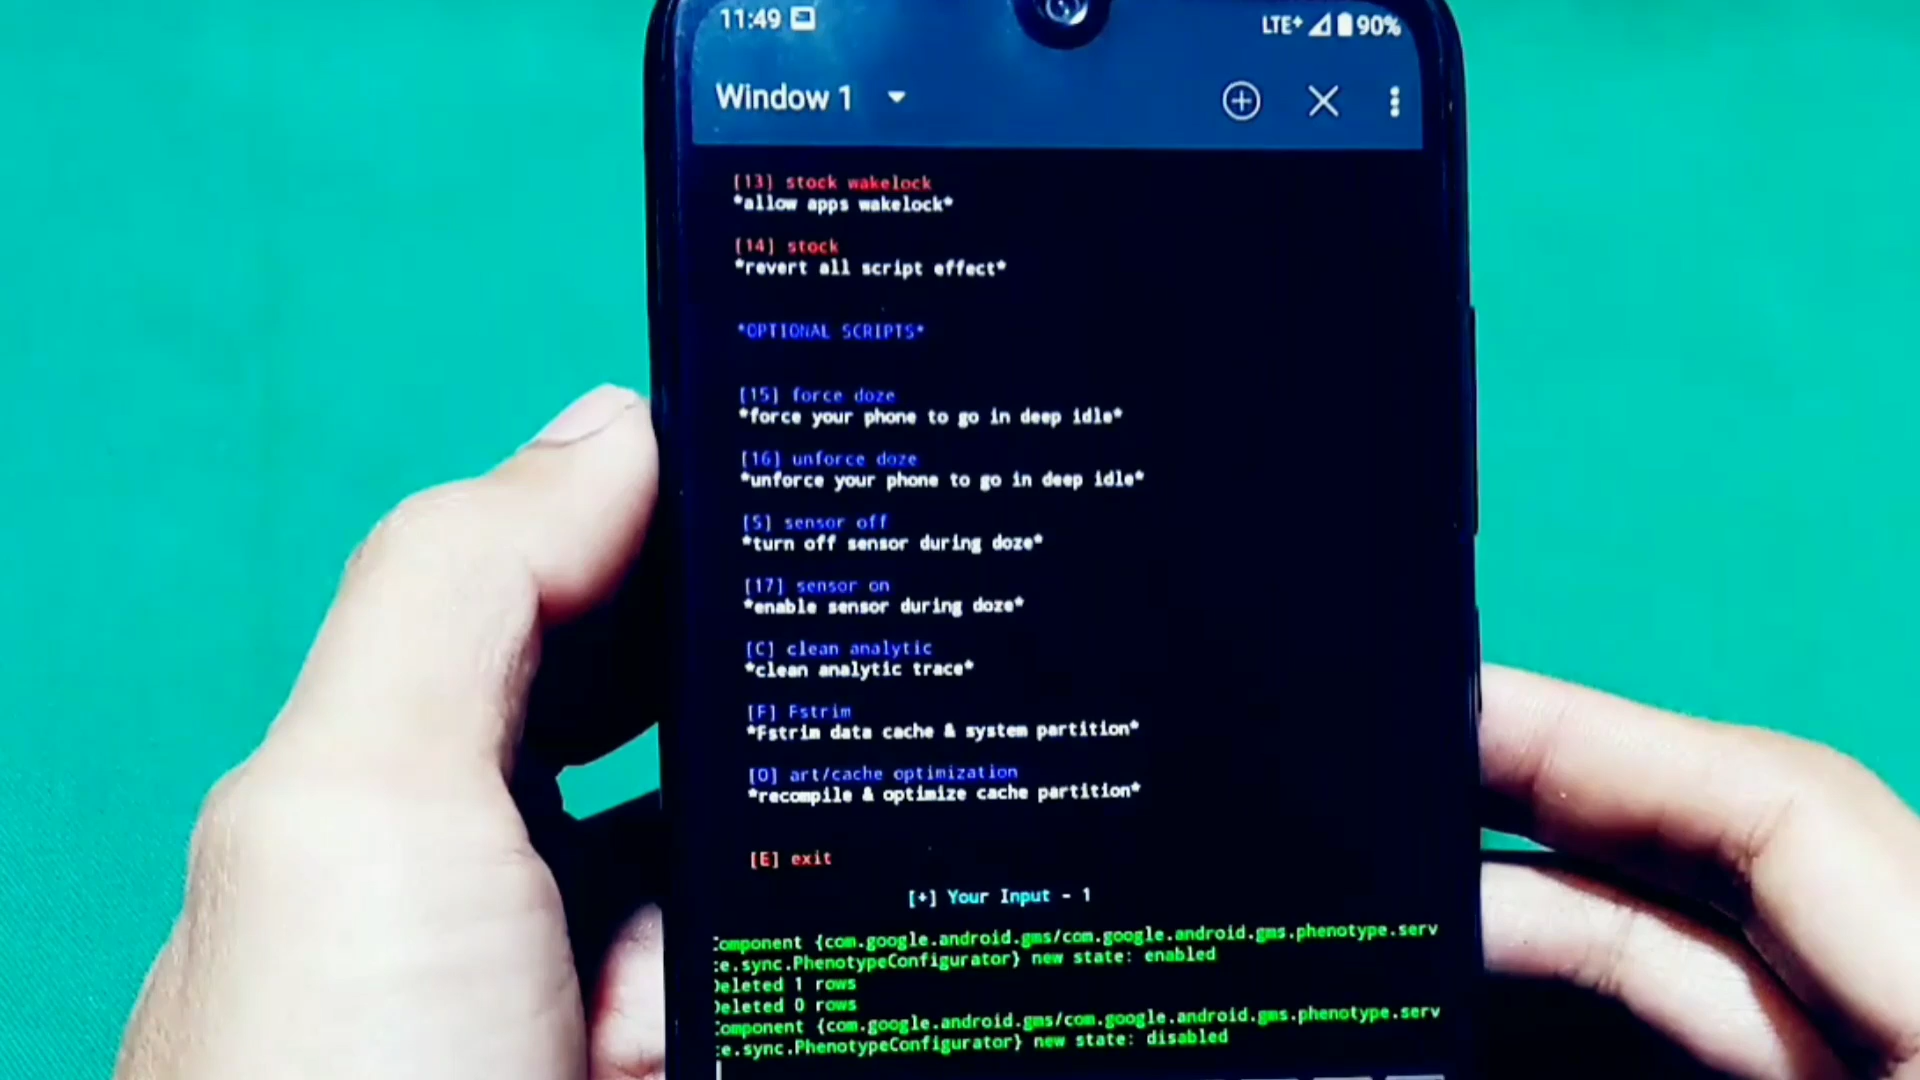 11:49 LTE+ 90%
Window 1
[13] stock wakelock
*allow apps wakelock*
[14] stock
*revert all script effect*
*OPTIONAL SCRIPTS*
[15] force doze
*force your phone to go in deep idle*
[16] unforce doze
*unforce your phone to go in deep idle*
[S] sensor off
*turn off sensor during doze*
[17] sensor on
*enable sensor during doze*
[C] clean analytic
*clean analytic trace*
[F] Fstrim
*Fstrim data cache & system partition*
[O] art/cache optimization
*recompile & optimize cache partition*
[E] exit
[+] Your Input - 1
Component {com.google.android.gms/com.google.android.gms.phenotype.serv
ce.sync.PhenotypeConfigurator} new state: enabled
Deleted 1 rows
Deleted 0 rows
Component {com.google.android.gms/com.google.android.gms.phenotype.serv
ce.sync.PhenotypeConfigurator} new state: disabled